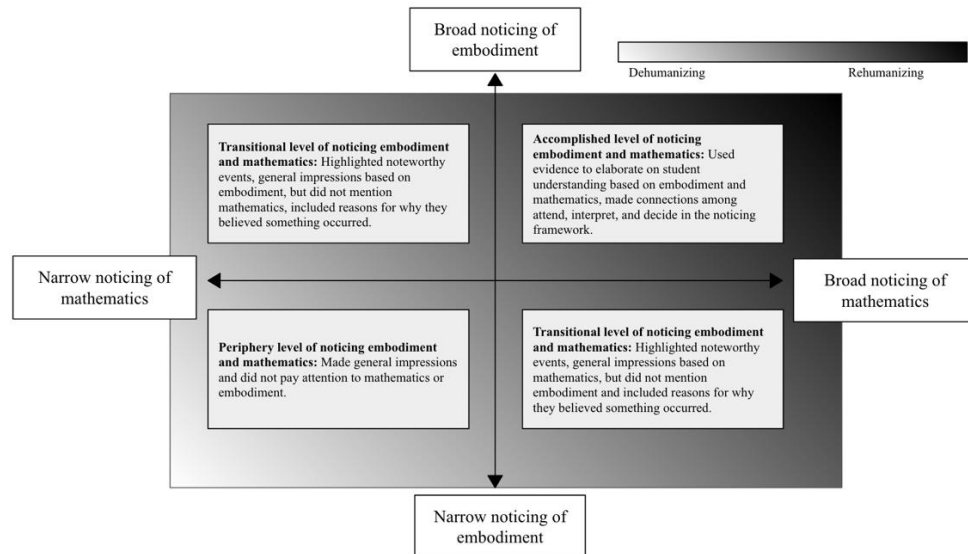 Broad noticing of
embodiment
Dehumanizing
Rehumanizing
Transitional level of noticing embodiment
and mathematics: Highlighted noteworthy
events, general impressions based on
embodiment, but did not mention
mathematics, included reasons for why they
believed something occurred.
Accomplished level of noticing
embodiment and mathematics: Used
evidence to elaborate on student
understanding based on embodiment and
mathematics, made connections among
attend, interpret, and decide in the noticing
framework.
Narrow noticing of
mathematics
Broad noticing of
mathematics
Periphery level of noticing embodiment
and mathematics: Made general impressions
and did not pay attention to mathematics or
embodiment.
Transitional level of noticing embodiment
and mathematics: Highlighted noteworthy
events, general impressions based on
mathematics, but did not mention
embodiment and included reasons for why
they believed something occurred.
Narrow noticing of
embodiment